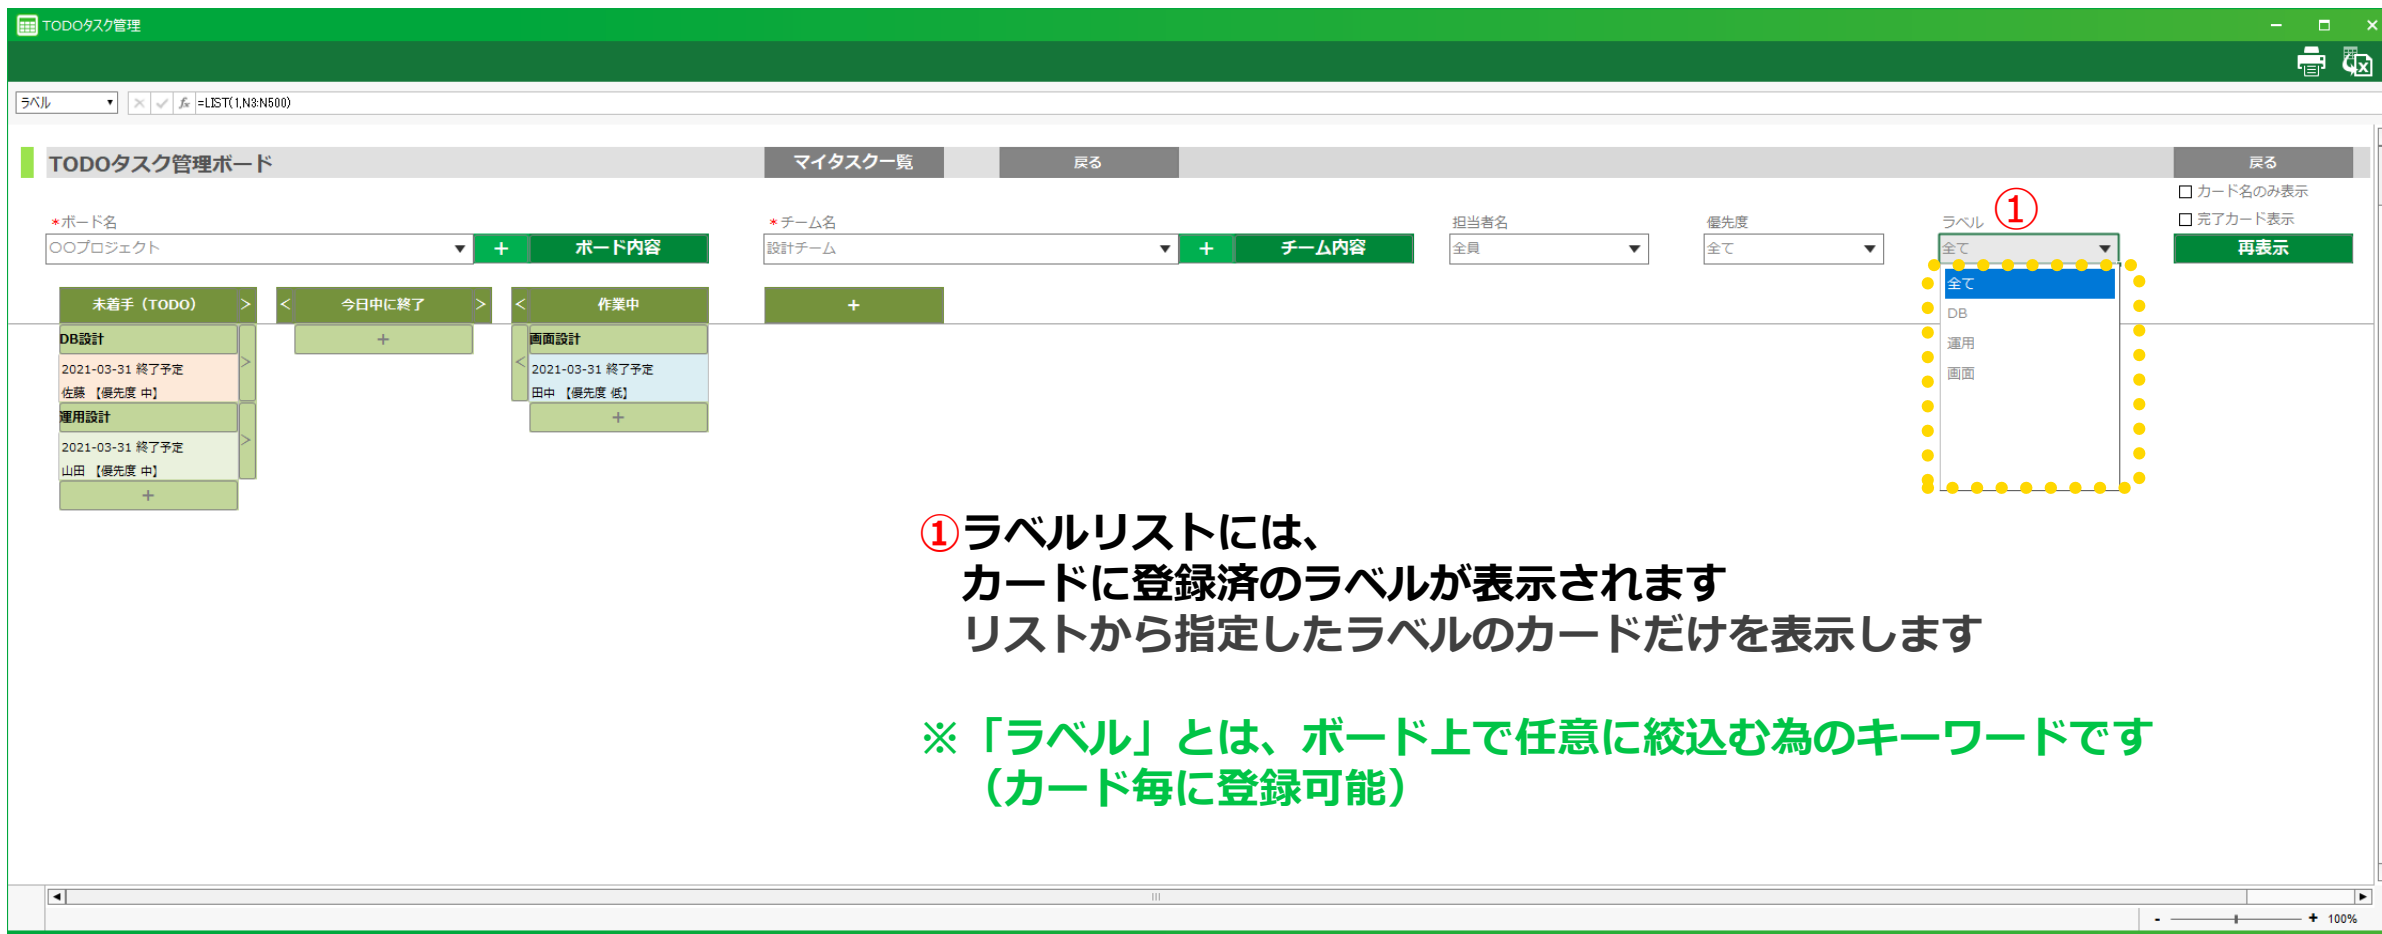 TODOタスク管理
ラベル
=LIST(1,N3:N500)
TODOタスク管理ボード
マイタスク一覧
戻る
戻る
カード名のみ表示
完了カード表示
再表示
*ボード名
〇〇プロジェクト
+
ボード内容
*チーム名
設計チーム
+
チーム内容
担当者名
全員
優先度
全て
ラベル
①
全て
全て
DB
運用
画面
未着手（TODO） >
< 今日中に終了 >
< 作業中
+
DB設計
2021-03-31 終了予定
佐藤 【優先度 中】
>
運用設計
2021-03-31 終了予定
山田 【優先度 中】
>
+
+
画面設計
<
2021-03-31 終了予定
田中 【優先度 低】
+
①ラベルリストには、
カードに登録済のラベルが表示されます
リストから指定したラベルのカードだけを表示します
※「ラベル」とは、ボード上で任意に絞込む為のキーワードです
（カード毎に登録可能）
- + 100%